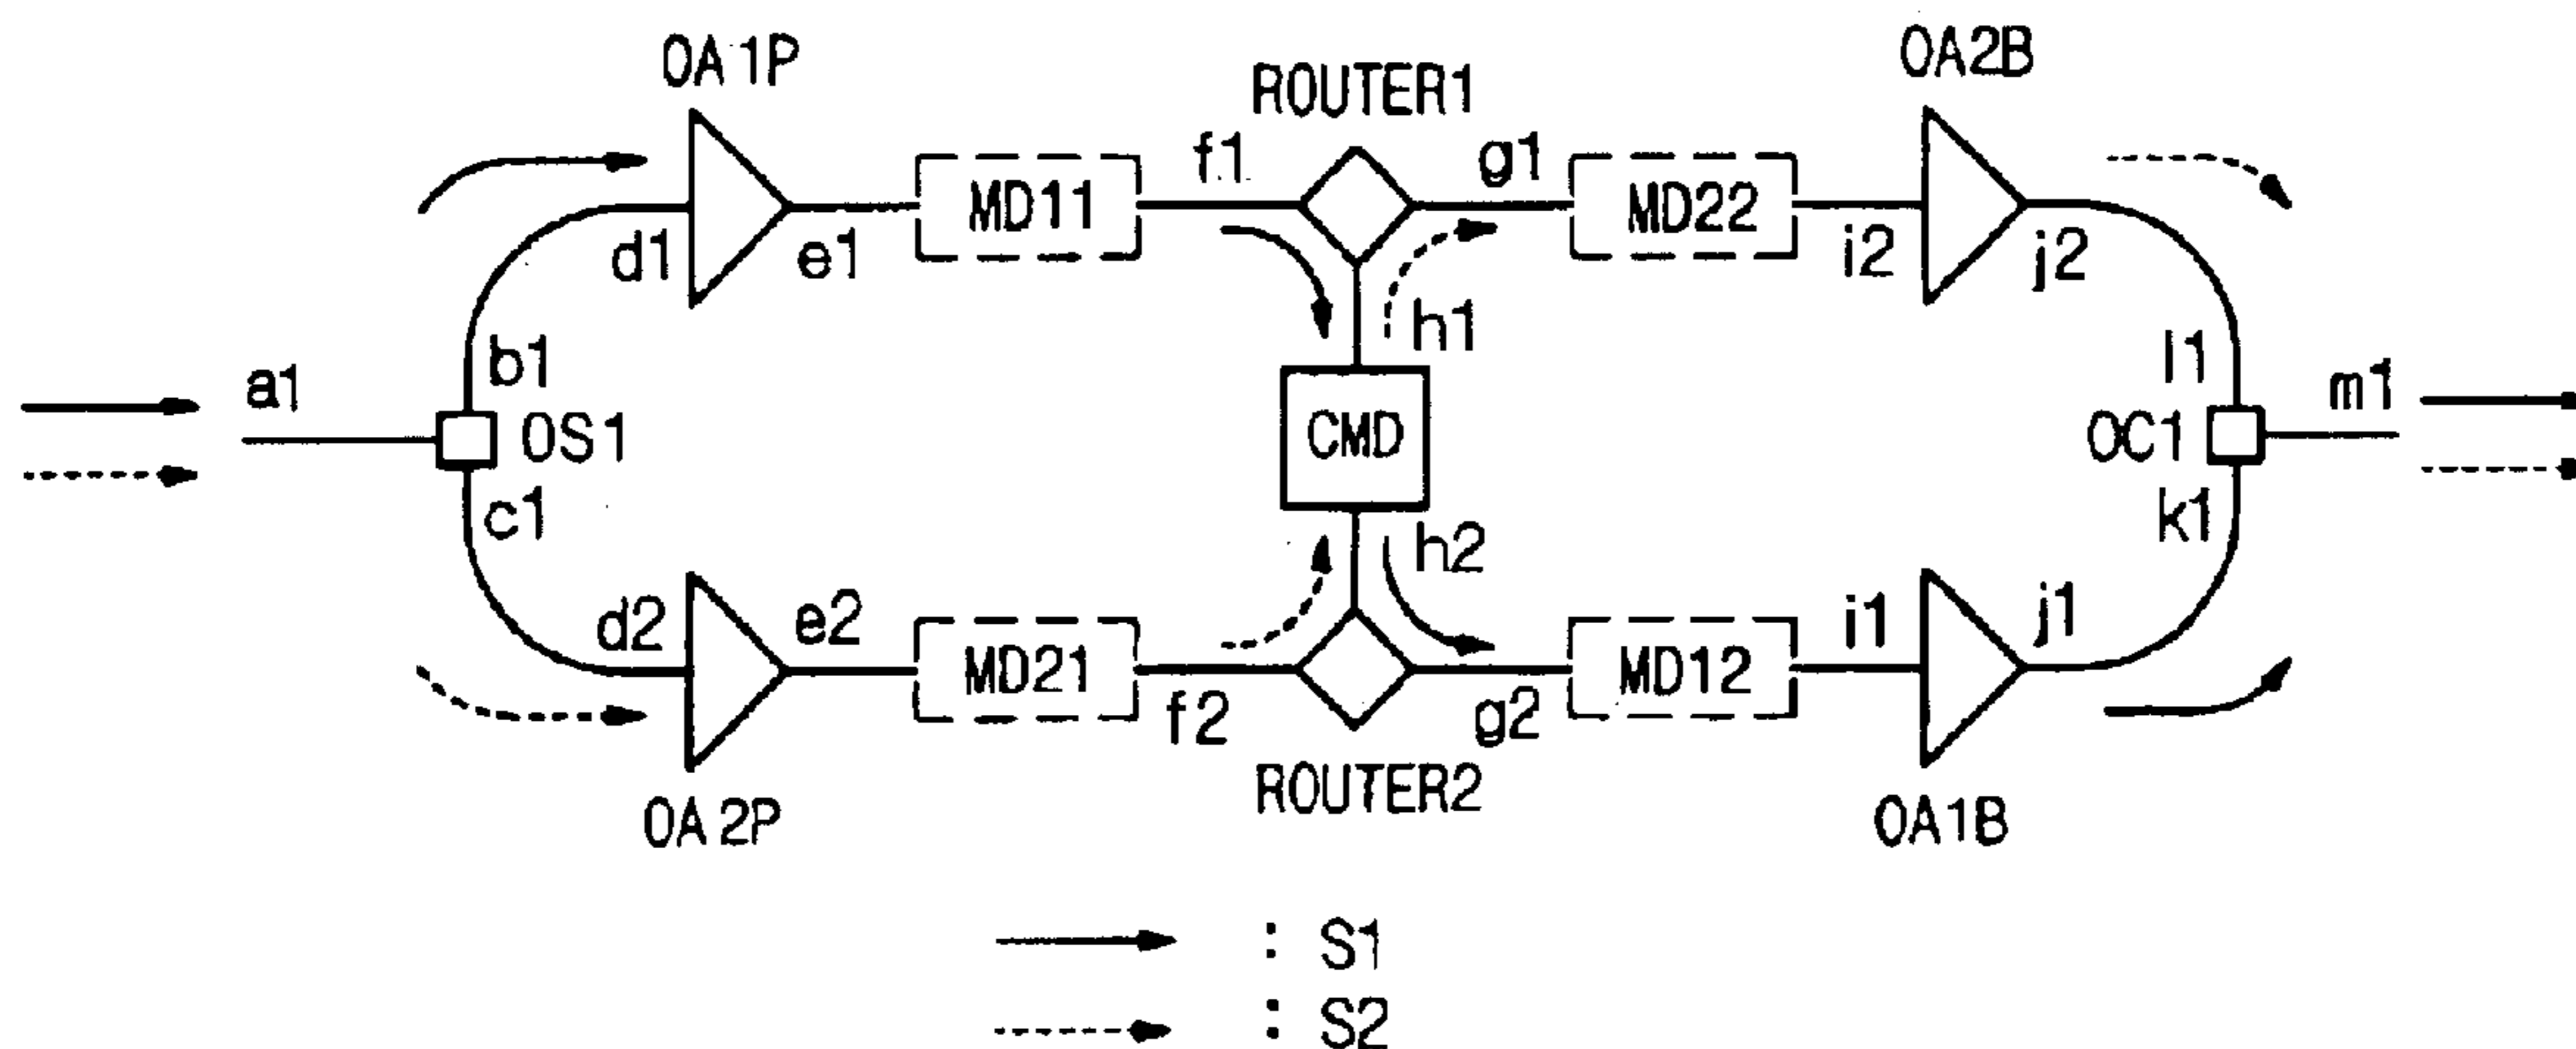 OA1P
OA2B
ROUTER1
f1
g1
MD11
MD22
d1
e1
i2
j2
h1
b1
l1
a1
m1
OS1
CMD
OC1
c1
k1
h2
d2
e2
i1
j1
MD21
MD12
f2
g2
ROUTER2
OA2P
OA1B
: S1
: S2